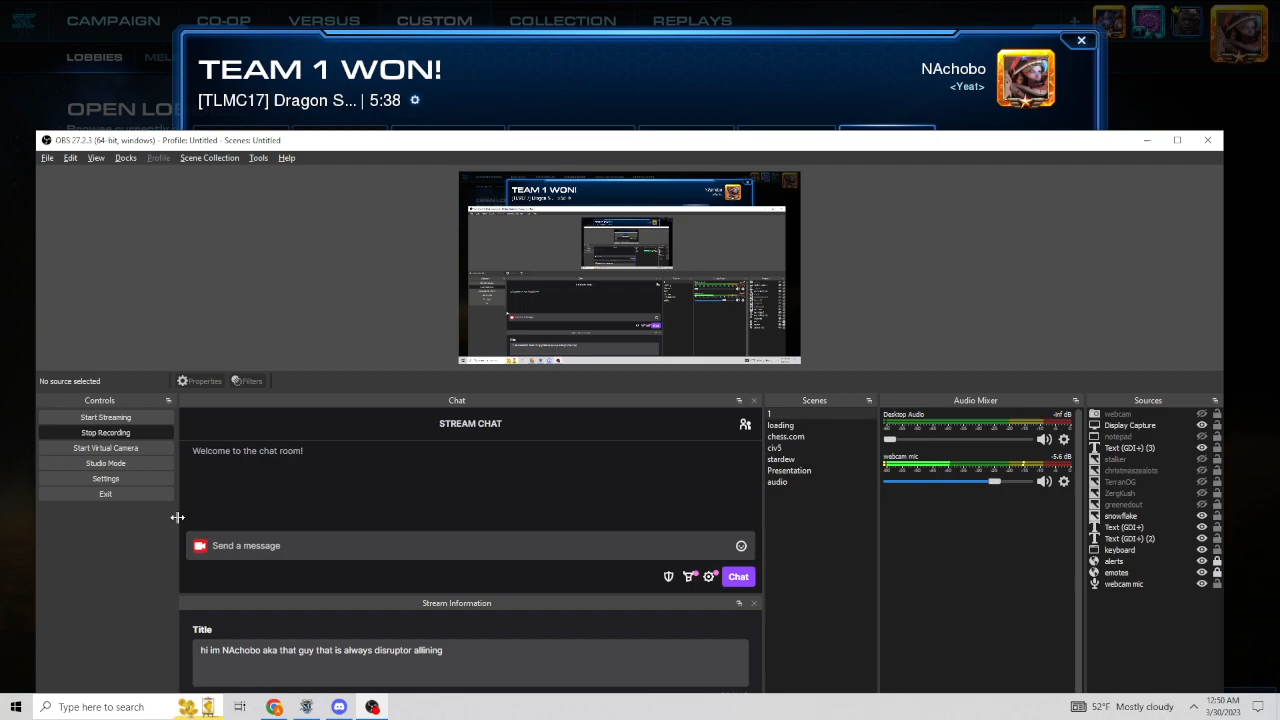 CAMPAIGN CO-OP VERSUS CUSTOM COLLECTION REPLAYS
LOBBIES
OPEN LO
TEAM 1 WON!
[TLMC17] Dragon S... | 5:38
NAchobo
<Yeat>
OBS 27.2.3 (64-bit, windows) - Profile: Untitled - Scenes: Untitled
File Edit View Docks Profile Scene Collection Tools Help
TEAM 1 WON!
No source selected
Properties Filters
Controls
Start Streaming
Stop Recording
Start Virtual Camera
Studio Mode
Settings
Exit
Chat
STREAM CHAT
Welcome to the chat room!
Send a message
Chat
Stream Information
Title
hi im NAchobo aka that guy that is always disruptor allining
Scenes
1
loading
chess.com
civ5
stardew
Presentation
audio
Audio Mixer
Desktop Audio -inf dB
webcam mic -5.6 dB
Sources
webcam
Display Capture
notepad
Text (GDI+) (3)
stalker
christmaszealots
TerranOG
ZergKush
greenedout
snowflake
Text (GDI+)
Text (GDI+) (2)
keyboard
alerts
emotes
webcam mic
Type here to search
52°F Mostly cloudy
12:50 AM
3/30/2023